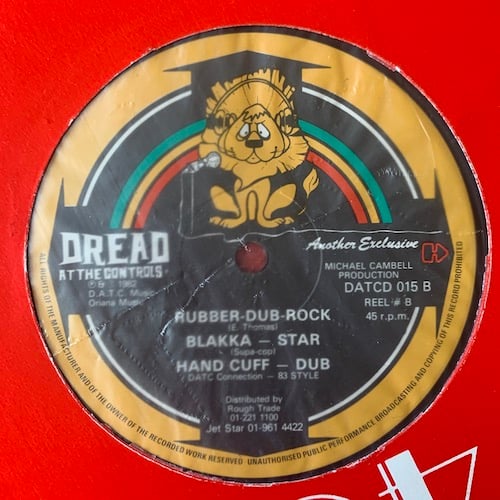 DREAD
AT THE CONTROLS
Ⓟ & © 1982
D.A.T.C. Music
Oriana Music
Another Exclusive
MICHAEL CAMBELL
PRODUCTION
DATCD 015 B
REEL # B
45 r.p.m.
RUBBER-DUB-ROCK
(E. Thomas)
BLAKKA — STAR
(Supa-cop)
HAND CUFF — DUB
DATC Connection - 83 STYLE
Distributed by
Rough Trade
01-221 1100
Jet Star 01-961 4422
ALL RIGHTS OF THE MANUFACTURER AND OF THE OWNER OF THE RECORDED WORK RESERVED · UNAUTHORISED PUBLIC PERFORMANCE BROADCASTING AND COPYING OF THIS RECORD PROHIBITED